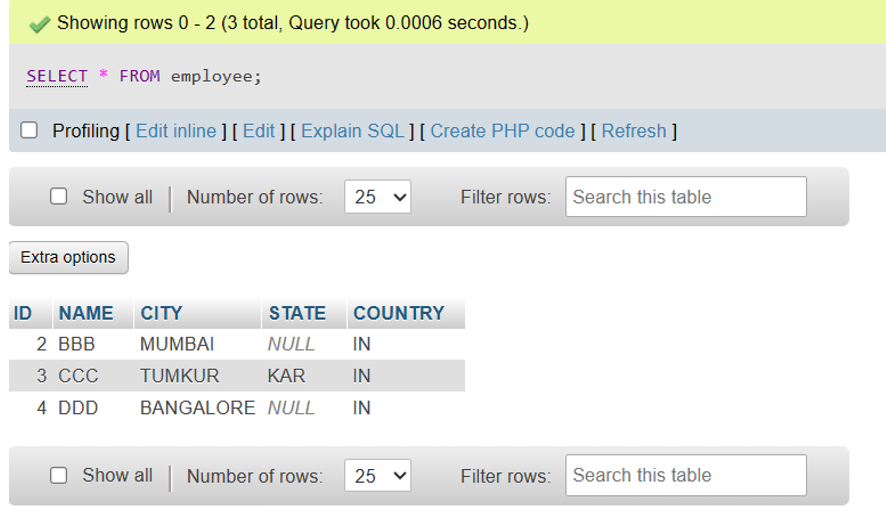 Showing rows 0 - 2 (3 total, Query took 0.0006 seconds.)
SELECT * FROM employee;
Profiling [ Edit inline ] [ Edit ] [ Explain SQL ] [ Create PHP code ] [ Refresh ]
Show all | Number of rows: 25 Filter rows: Search this table
Extra options
ID NAME CITY STATE COUNTRY
2 BBB MUMBAI NULL IN
3 CCC TUMKUR KAR IN
4 DDD BANGALORE NULL IN
Show all | Number of rows: 25 Filter rows: Search this table